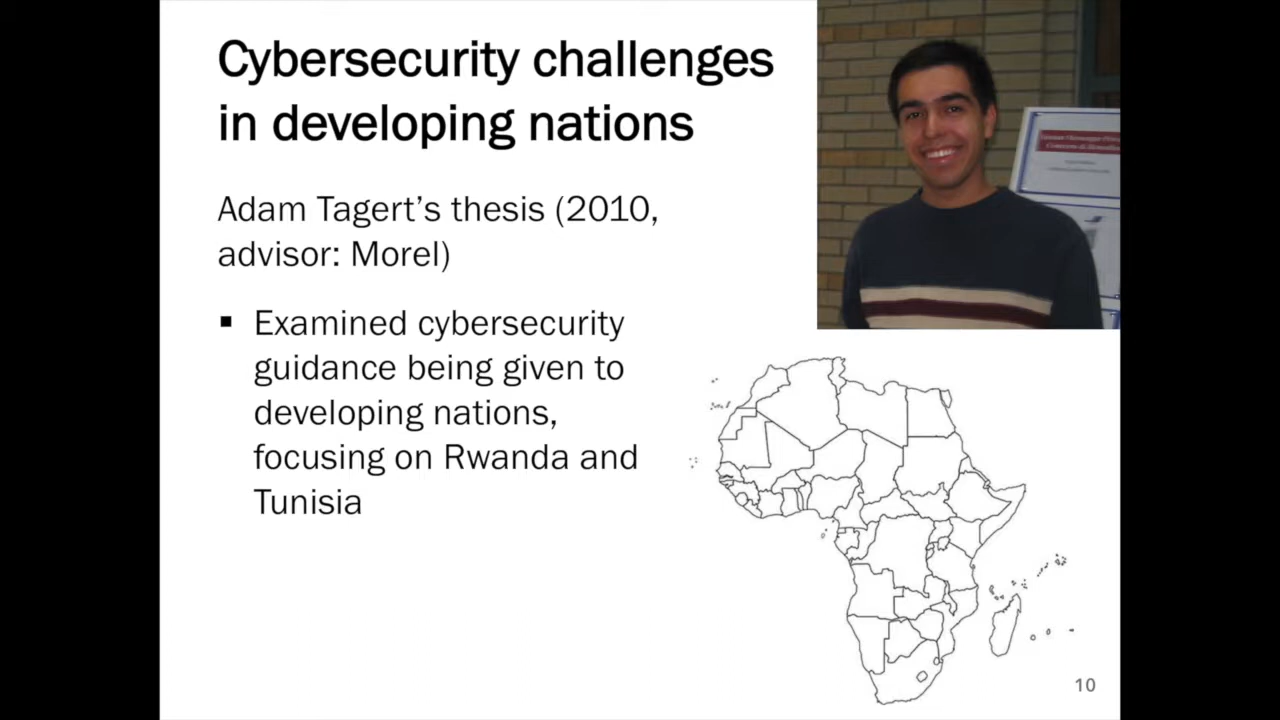 Cybersecurity challenges
in developing nations
Adam Tagert’s thesis (2010,
advisor: Morel)
▪ Examined cybersecurity
guidance being given to
developing nations,
focusing on Rwanda and
Tunisia
10